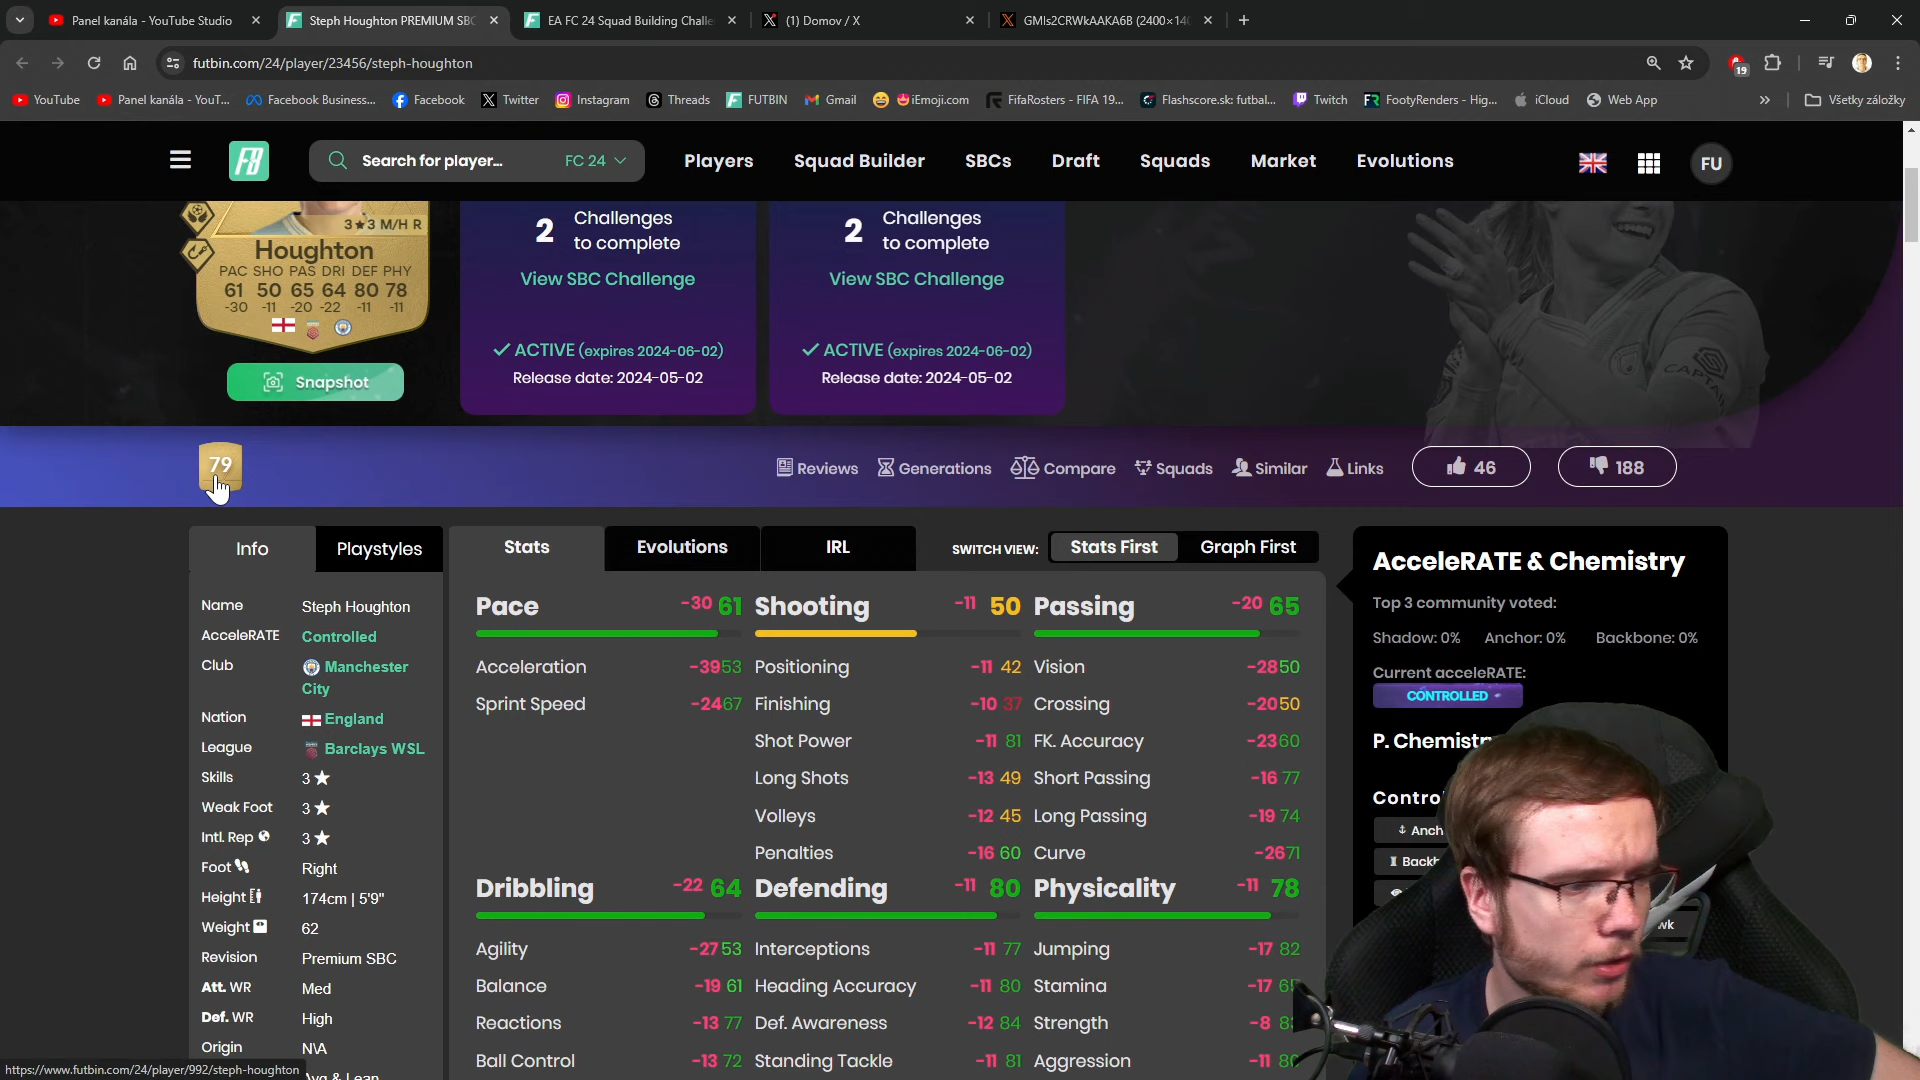 Panel kanála - YouTube Studio
Steph Houghton PREMIUM SBC
EA FC 24 Squad Building Challe
(1) Domov / X
GMIs2CRWkAAKA6B (2400×14
futbin.com/24/player/23456/steph-houghton
19
YouTube
Panel kanála - YouT...
Facebook Business...
Facebook
Twitter
Instagram
Threads
FUTBIN
Gmail
iEmoji.com
FifaRosters - FIFA 19...
Flashscore.sk: futbal...
Twitch
FootyRenders - Hig...
iCloud
Web App
Všetky záložky
Search for player...
FC 24
Players
Squad Builder
SBCs
Draft
Squads
Market
Evolutions
FU
3★3 M/H R
Houghton
PAC SHO PAS DRI DEF PHY
61 50 65 64 80 78
-30 -11 -20 -22 -11 -11
Snapshot
2 Challenges
to complete
View SBC Challenge
ACTIVE (expires 2024-06-02)
Release date: 2024-05-02
2 Challenges
to complete
View SBC Challenge
ACTIVE (expires 2024-06-02)
Release date: 2024-05-02
CAPTAIN
79
Reviews
Generations
Compare
Squads
Similar
Links
46
188
Info
Playstyles
Name Steph Houghton
AcceleRATE Controlled
Club Manchester
City
Nation England
League Barclays WSL
Skills 3 ★
Weak Foot 3 ★
Intl. Rep 3 ★
Foot Right
Height 174cm | 5'9"
Weight 62
Revision Premium SBC
Att. WR Med
Def. WR High
Origin N\A
Avg & Lean
Stats
Evolutions
IRL
SWITCH VIEW:
Stats First
Graph First
Pace -30 61
Acceleration -39 53
Sprint Speed -24 67
Shooting -11 50
Positioning -11 42
Finishing -10 37
Shot Power -11 81
Long Shots -13 49
Volleys -12 45
Penalties -16 60
Passing -20 65
Vision -28 50
Crossing -20 50
FK. Accuracy -23 60
Short Passing -16 77
Long Passing -19 74
Curve -26 71
Dribbling -22 64
Agility -27 53
Balance -19 61
Reactions -13 77
Ball Control -13 72
Defending -11 80
Interceptions -11 77
Heading Accuracy -11 80
Def. Awareness -12 84
Standing Tackle -11 81
Physicality -11 78
Jumping -17 82
Stamina -17
Strength -8
Aggression -11
AcceleRATE & Chemistry
Top 3 community voted:
Shadow: 0% Anchor: 0% Backbone: 0%
Current acceleRATE:
CONTROLLED
P. Chemistr
Contro
Anch
Backb
wk
https://www.futbin.com/24/player/992/steph-houghton